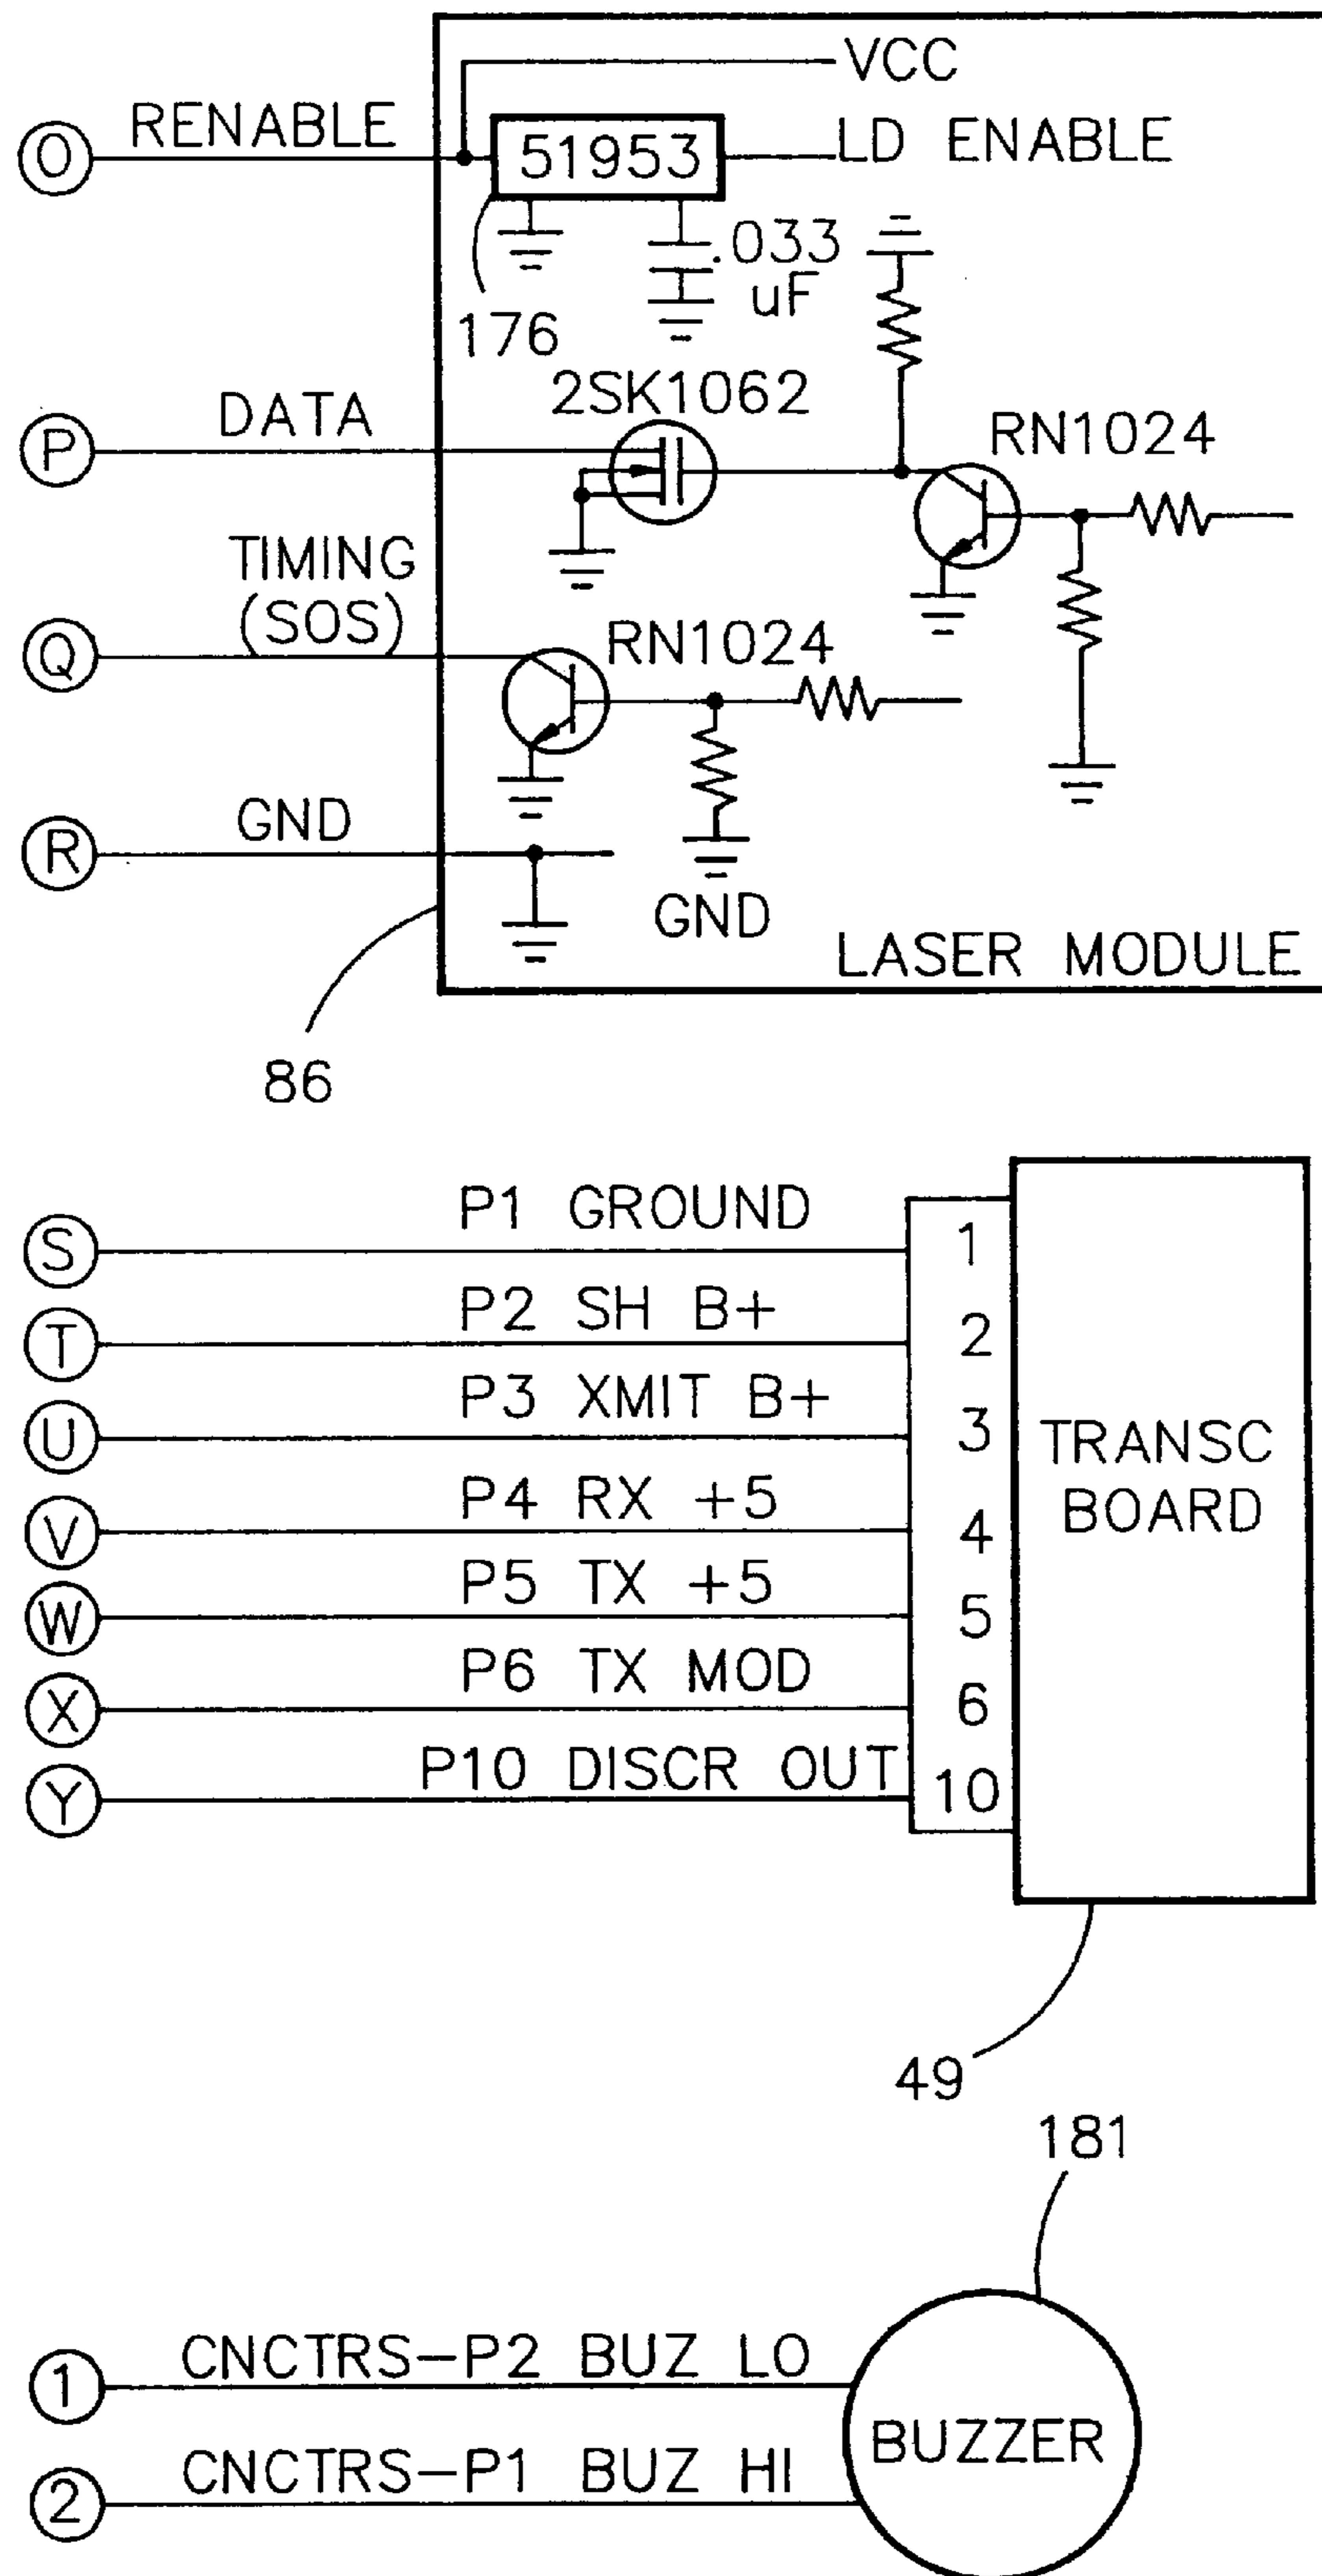 VCC
O RENABLE 51953 LD ENABLE
.033
uF
176
2SK1062
P DATA RN1024
TIMING
(SOS)
Q RN1024
R GND
GND
LASER MODULE
86
S P1 GROUND 1
T P2 SH B+ 2
U P3 XMIT B+ 3
V P4 RX +5 4
W P5 TX +5 5
X P6 TX MOD 6
Y P10 DISCR OUT 10
TRANSC
BOARD
49
181
1 CNCTRS-P2 BUZ LO
BUZZER
2 CNCTRS-P1 BUZ HI